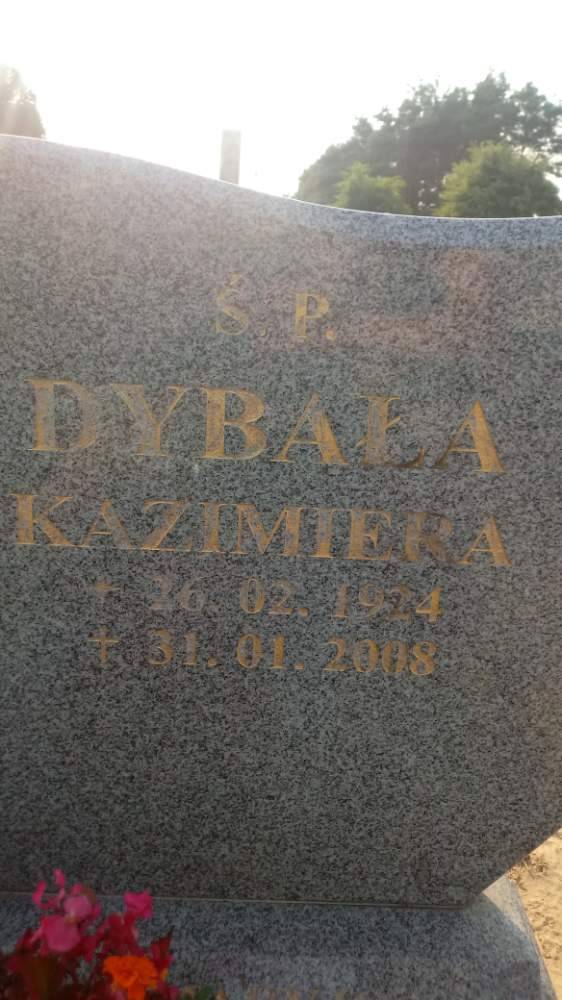 Ś. P.
DYBAŁA
KAZIMIERA
* 26. 02. 1924
† 31. 01. 2008